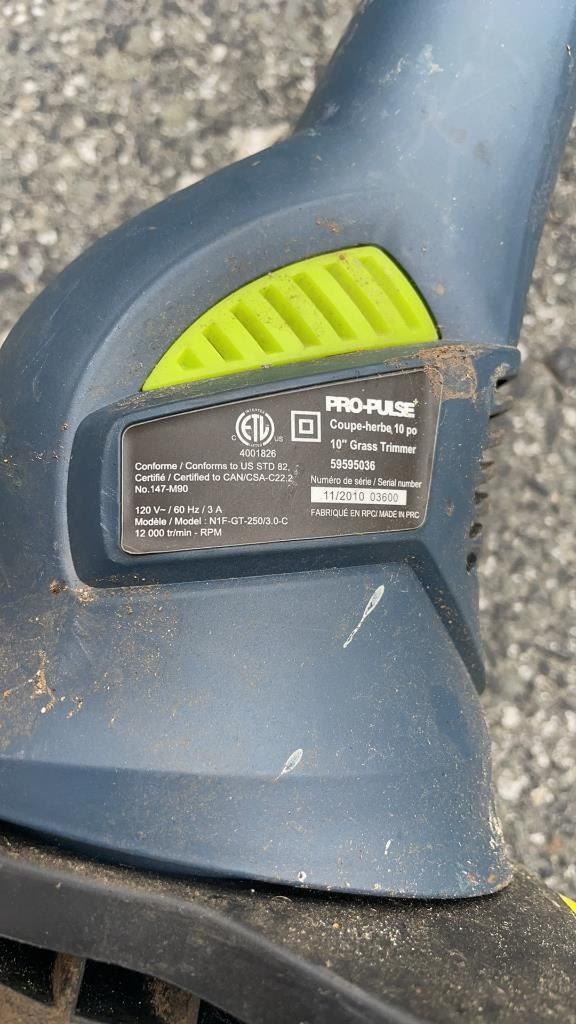 INTERTEK
C ETL US
4001826
Conforme / Conforms to US STD 82,
Certifié / Certified to CAN/CSA-C22.2
No.147-M90
120 V~ / 60 Hz / 3 A
Modèle / Model : N1F-GT-250/3.0-C
12 000 tr/min - RPM
PRO-PULSE+
Coupe-herbe 10 po
10" Grass Trimmer
59595036
Numéro de série / Serial number
11/2010 03600
FABRIQUÉ EN RPC/ MADE IN PRC